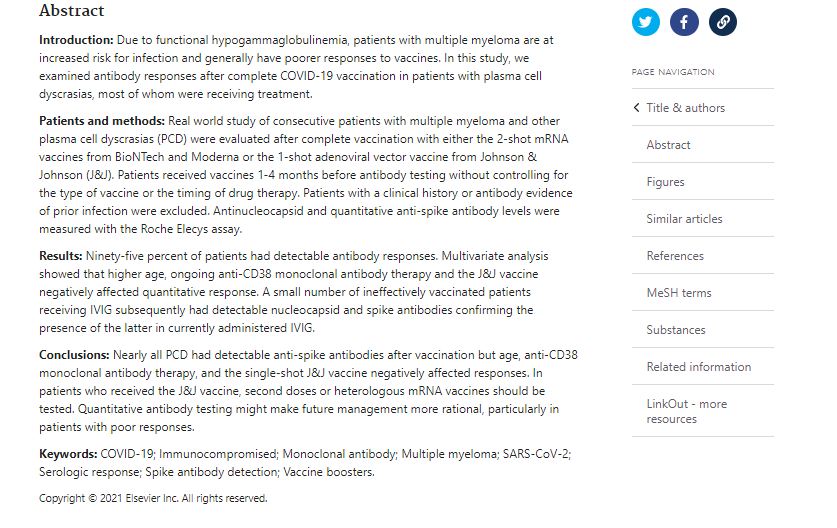 Abstract
Introduction: Due to functional hypogammaglobulinemia, patients with multiple myeloma are at
increased risk for infection and generally have poorer responses to vaccines. In this study, we
examined antibody responses after complete COVID-19 vaccination in patients with plasma cell
dyscrasias, most of whom were receiving treatment.
Patients and methods: Real world study of consecutive patients with multiple myeloma and other
plasma cell dyscrasias (PCD) were evaluated after complete vaccination with either the 2-shot mRNA
vaccines from BioNTech and Moderna or the 1-shot adenoviral vector vaccine from Johnson &
Johnson (J&J). Patients received vaccines 1-4 months before antibody testing without controlling for
the type of vaccine or the timing of drug therapy. Patients with a clinical history or antibody evidence
of prior infection were excluded. Antinucleocapsid and quantitative anti-spike antibody levels were
measured with the Roche Elecys assay.
Results: Ninety-five percent of patients had detectable antibody responses. Multivariate analysis
showed that higher age, ongoing anti-CD38 monoclonal antibody therapy and the J&J vaccine
negatively affected quantitative response. A small number of ineffectively vaccinated patients
receiving IVIG subsequently had detectable nucleocapsid and spike antibodies confirming the
presence of the latter in currently administered IVIG.
Conclusions: Nearly all PCD had detectable anti-spike antibodies after vaccination but age, anti-CD38
monoclonal antibody therapy, and the single-shot J&J vaccine negatively affected responses. In
patients who received the J&J vaccine, second doses or heterologous mRNA vaccines should be
tested. Quantitative antibody testing might make future management more rational, particularly in
patients with poor responses.
Keywords: COVID-19; Immunocompromised; Monoclonal antibody; Multiple myeloma; SARS-CoV-2;
Serologic response; Spike antibody detection; Vaccine boosters.
Copyright © 2021 Elsevier Inc. All rights reserved.
PAGE NAVIGATION
Title & authors
Abstract
Figures
Similar articles
References
MeSH terms
Substances
Related information
LinkOut - more
resources